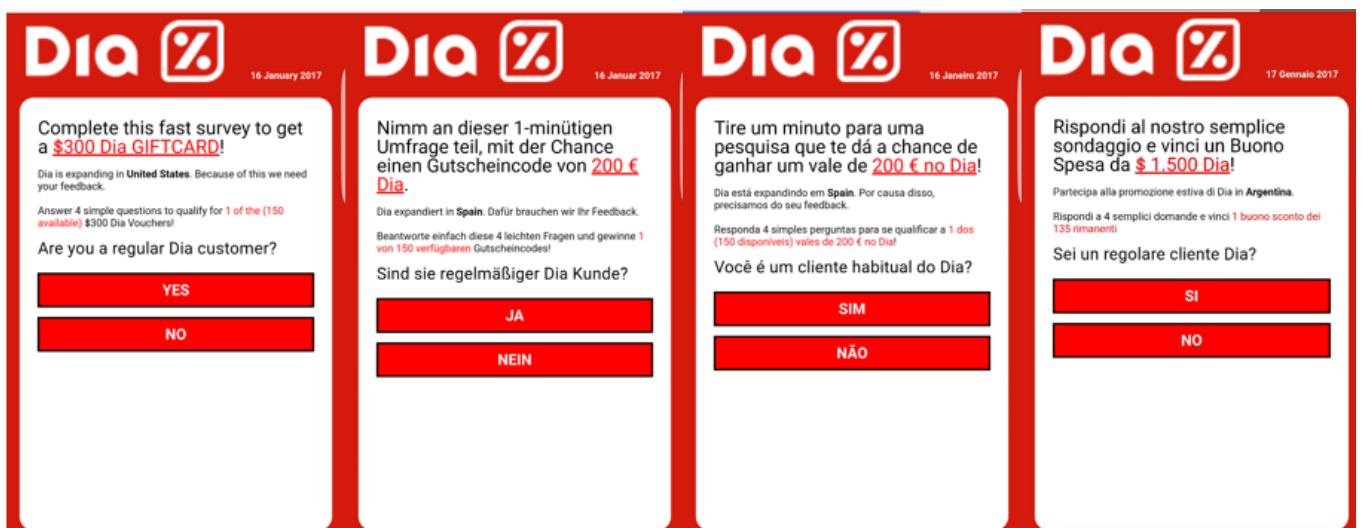 Dia %
16 January 2017
Complete this fast survey to get
a $300 Dia GIFTCARD!
Dia is expanding in United States. Because of this we need
your feedback.
Answer 4 simple questions to qualify for 1 of the (150
available) $300 Dia Vouchers!
Are you a regular Dia customer?
YES
NO
Dia %
16 Januar 2017
Nimm an dieser 1-minütigen
Umfrage teil, mit der Chance
einen Gutscheincode von 200 €
Dia.
Dia expandiert in Spain. Dafür brauchen wir Ihr Feedback.
Beantworte einfach diese 4 leichten Fragen und gewinne 1
von 150 verfügbaren Gutscheincodes!
Sind sie regelmäßiger Dia Kunde?
JA
NEIN
Dia %
16 Janeiro 2017
Tire um minuto para uma
pesquisa que te dá a chance de
ganhar um vale de 200 € no Dia!
Dia está expandindo em Spain. Por causa disso,
precisamos do seu feedback.
Responda 4 simples perguntas para se qualificar a 1 dos
(150 disponíveis) vales de 200 € no Dia!
Você é um cliente habitual do Dia?
SIM
NÃO
Dia %
17 Gennaio 2017
Rispondi al nostro semplice
sondaggio e vinci un Buono
Spesa da $ 1.500 Dia!
Partecipa alla promozione estiva di Dia in Argentina.
Rispondi a 4 semplici domande e vinci 1 buono sconto dei
135 rimanenti
Sei un regolare cliente Dia?
SI
NO